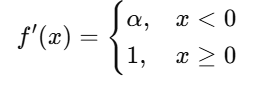 f′(x) = { α, x < 0
1, x ≥ 0